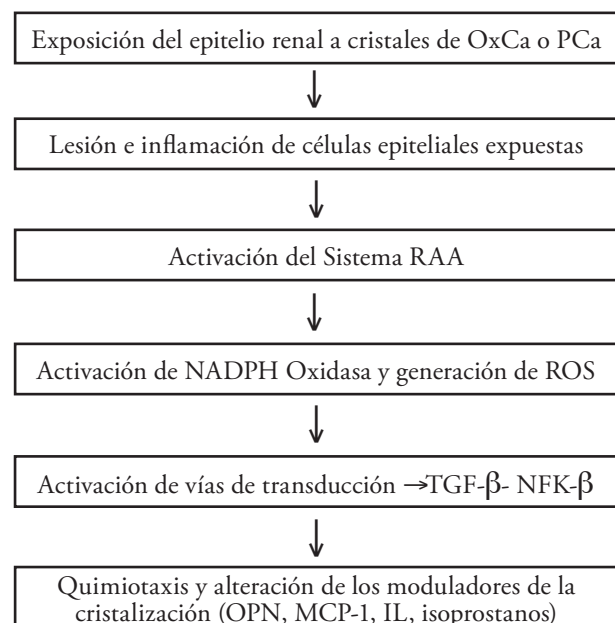 Exposición del epitelio renal a cristales de OxCa o PCa
Lesión e inflamación de células epiteliales expuestas
Activación del Sistema RAA
Activación de NADPH Oxidasa y generación de ROS
Activación de vías de transducción →TGF-β- NFK-β
Quimiotaxis y alteración de los moduladores de la
cristalización (OPN, MCP-1, IL, isoprostanos)